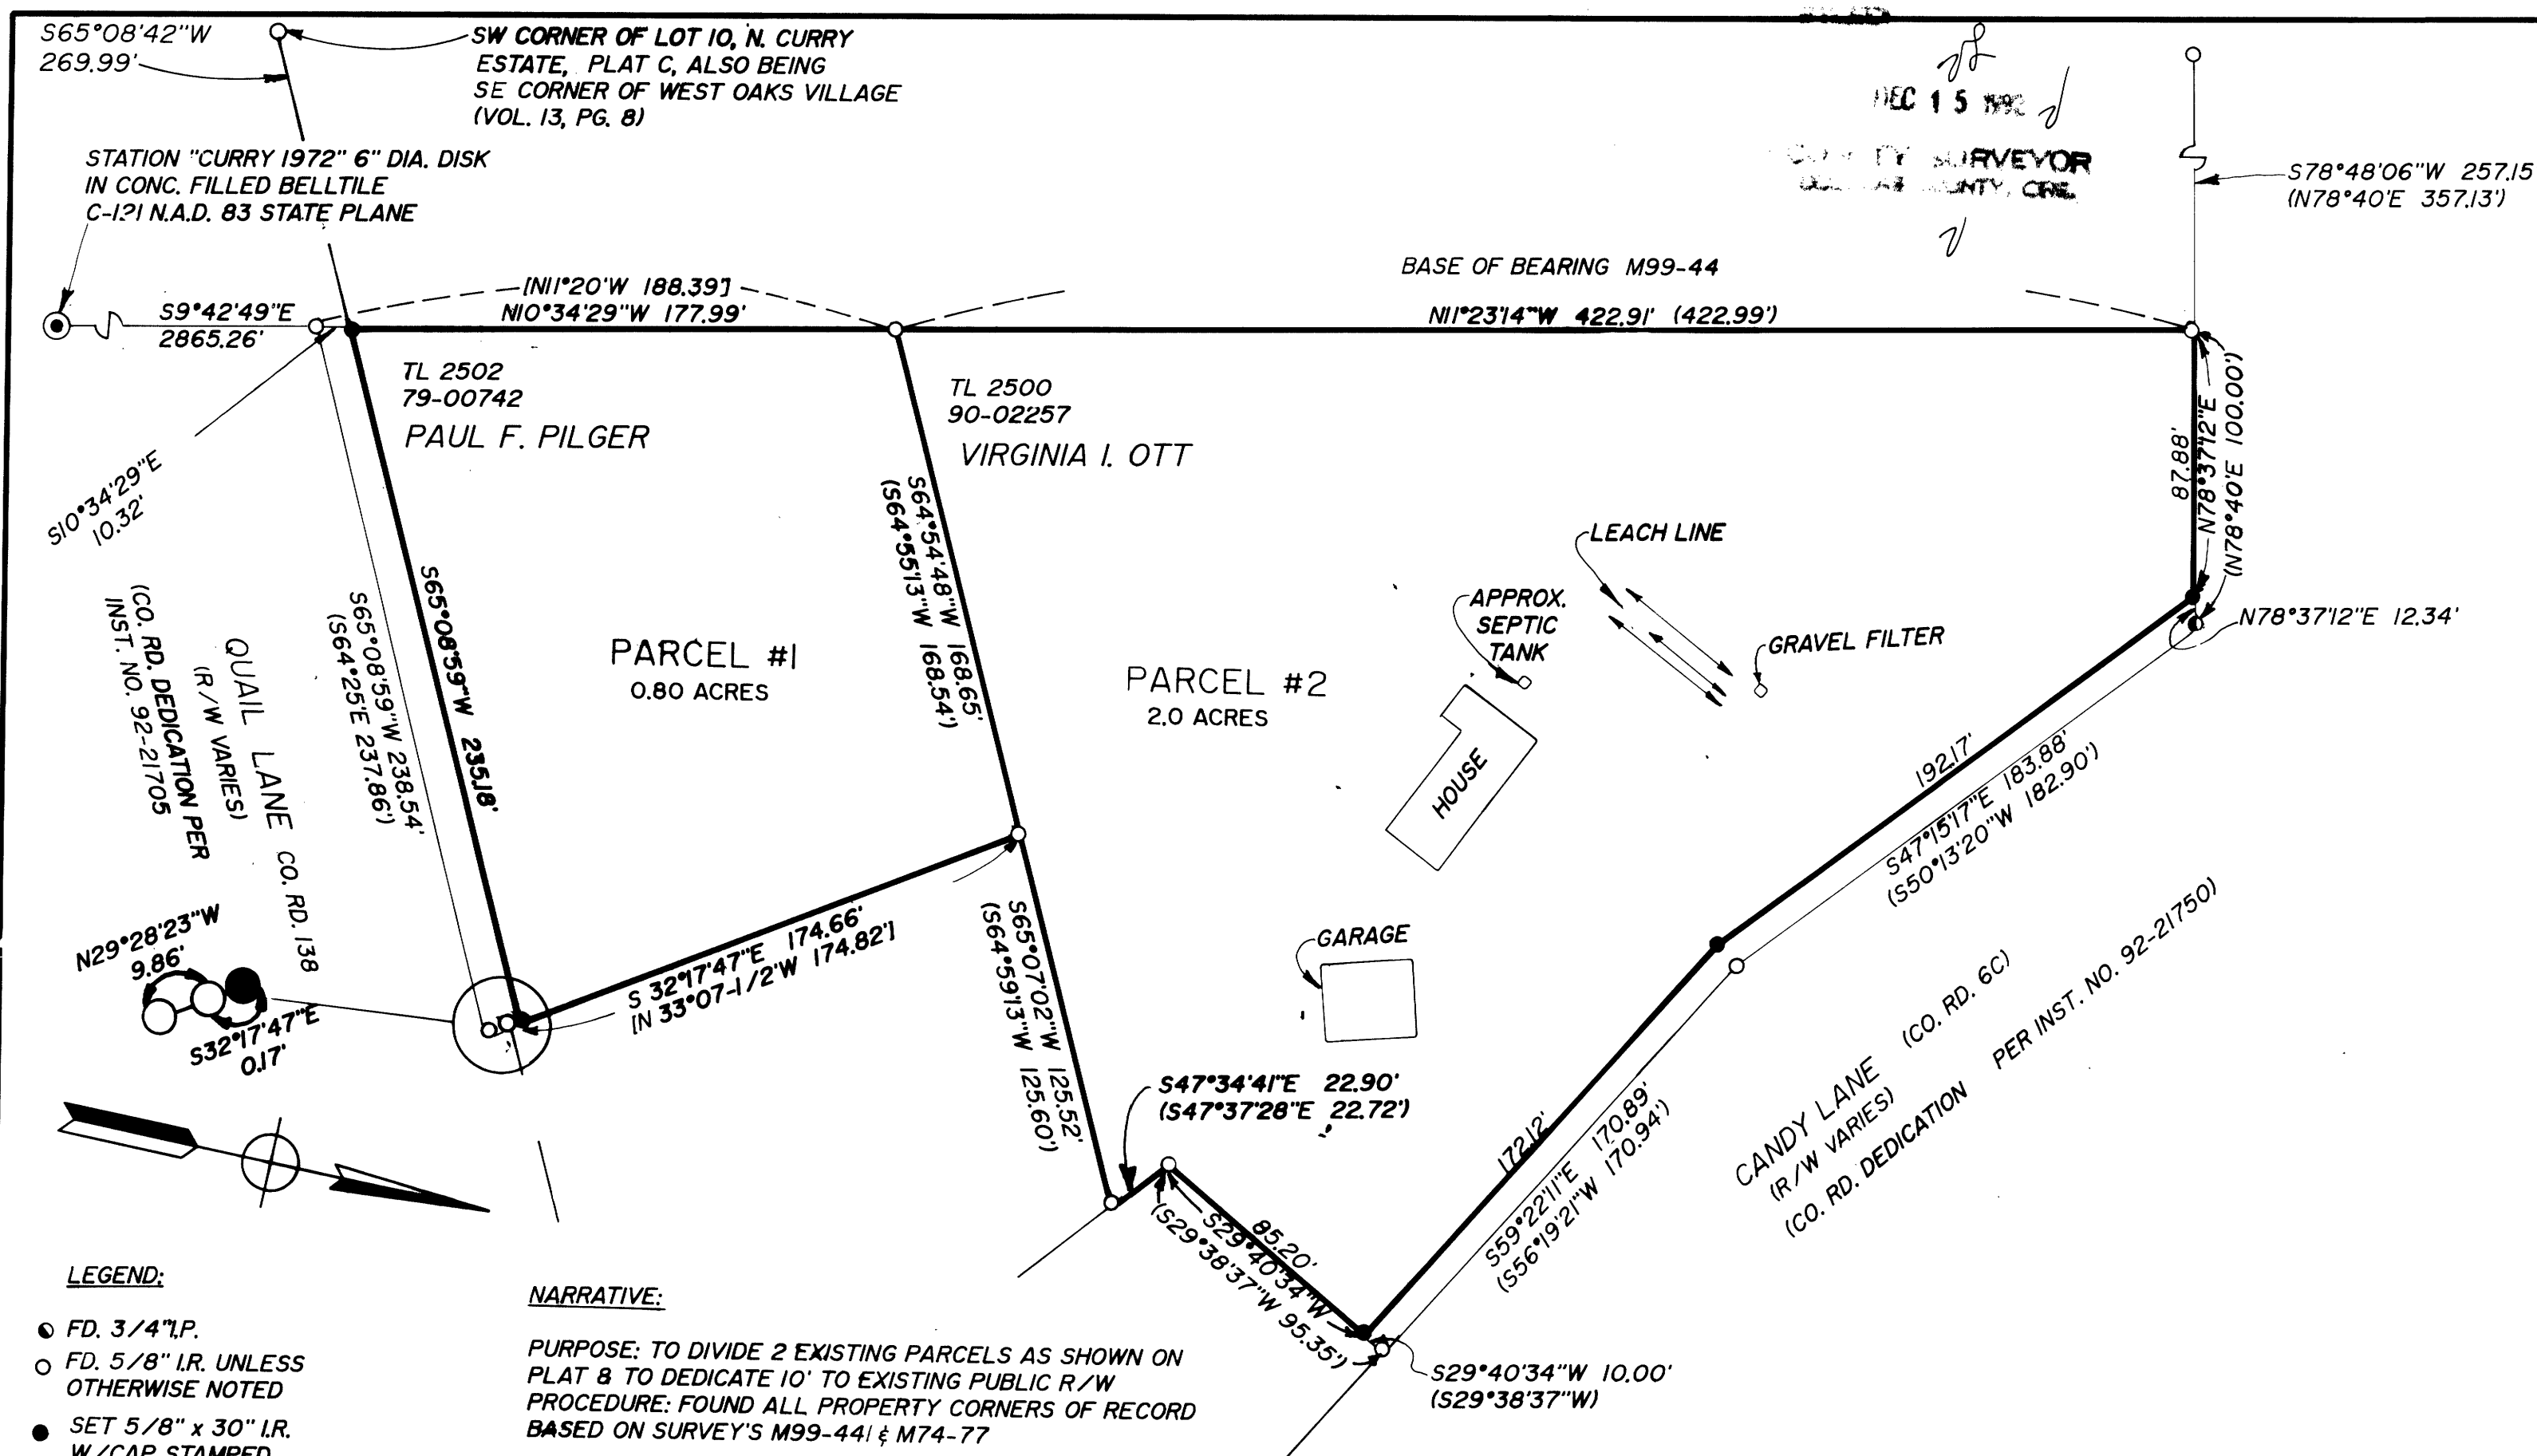 S65°08'42"W
269.99'
SW CORNER OF LOT 10, N. CURRY
ESTATE, PLAT C, ALSO BEING
SE CORNER OF WEST OAKS VILLAGE
(VOL. 13, PG. 8)
DEC 15
SURVEYOR
S78°48'06"W 257.15
(N78°40'E 357.13')
STATION "CURRY 1972" 6" DIA. DISK
IN CONC. FILLED BELLTILE
C-121 N.A.D. 83 STATE PLANE
BASE OF BEARING M99-44
[N11°20'W 188.39']
N10°34'29"W 177.99'
N11°23'14"W 422.91' (422.99')
S9°42'49"E
2865.26'
TL 2502
79-00742
PAUL F. PILGER
TL 2500
90-02257
VIRGINIA I. OTT
87.88'
N78°37'12"E
(N78°40'E 100.00')
N78°37'12"E 12.34'
S10°34'29"E
10.32'
S64°54'48"W 168.65'
(S64°55'13"W 168.54')
LEACH LINE
APPROX.
SEPTIC
TANK
GRAVEL FILTER
S65°08'59"W 235.18'
S65°08'59"W 238.54'
(S64°25'E 237.86')
QUAIL LANE CO. RD. 138
(R/W VARIES)
(CO. RD. DEDICATION PER
INST. NO. 92-21705
PARCEL #1
0.80 ACRES
PARCEL #2
2.0 ACRES
HOUSE
192.17'
S47°15'17"E 183.88'
(S50°13'20"W 182.90')
N29°28'23"W
9.86'
S32°17'47"E
0.17'
S 32°17'47"E 174.66'
[N 33°07-1/2'W 174.82']
S65°07'02"W 125.52'
(S64°59'13"W 125.60')
GARAGE
S47°34'41"E 22.90'
(S47°37'28"E 22.72')
172.12'
S59°22'11"E 170.89'
(S56°19'21"W 170.94')
CANDY LANE (CO. RD. 6C)
(R/W VARIES)
(CO. RD. DEDICATION PER INST. NO. 92-21750)
85.20'
S29°40'34"W
(S29°38'37"W 95.35')
S29°40'34"W 10.00'
(S29°38'37"W)
LEGEND:
FD. 3/4" I.P.
FD. 5/8" I.R. UNLESS
OTHERWISE NOTED
SET 5/8" x 30" I.R.
W/CAP STAMPED
NARRATIVE:
PURPOSE: TO DIVIDE 2 EXISTING PARCELS AS SHOWN ON
PLAT & TO DEDICATE 10' TO EXISTING PUBLIC R/W
PROCEDURE: FOUND ALL PROPERTY CORNERS OF RECORD
BASED ON SURVEY'S M99-44 & M74-77